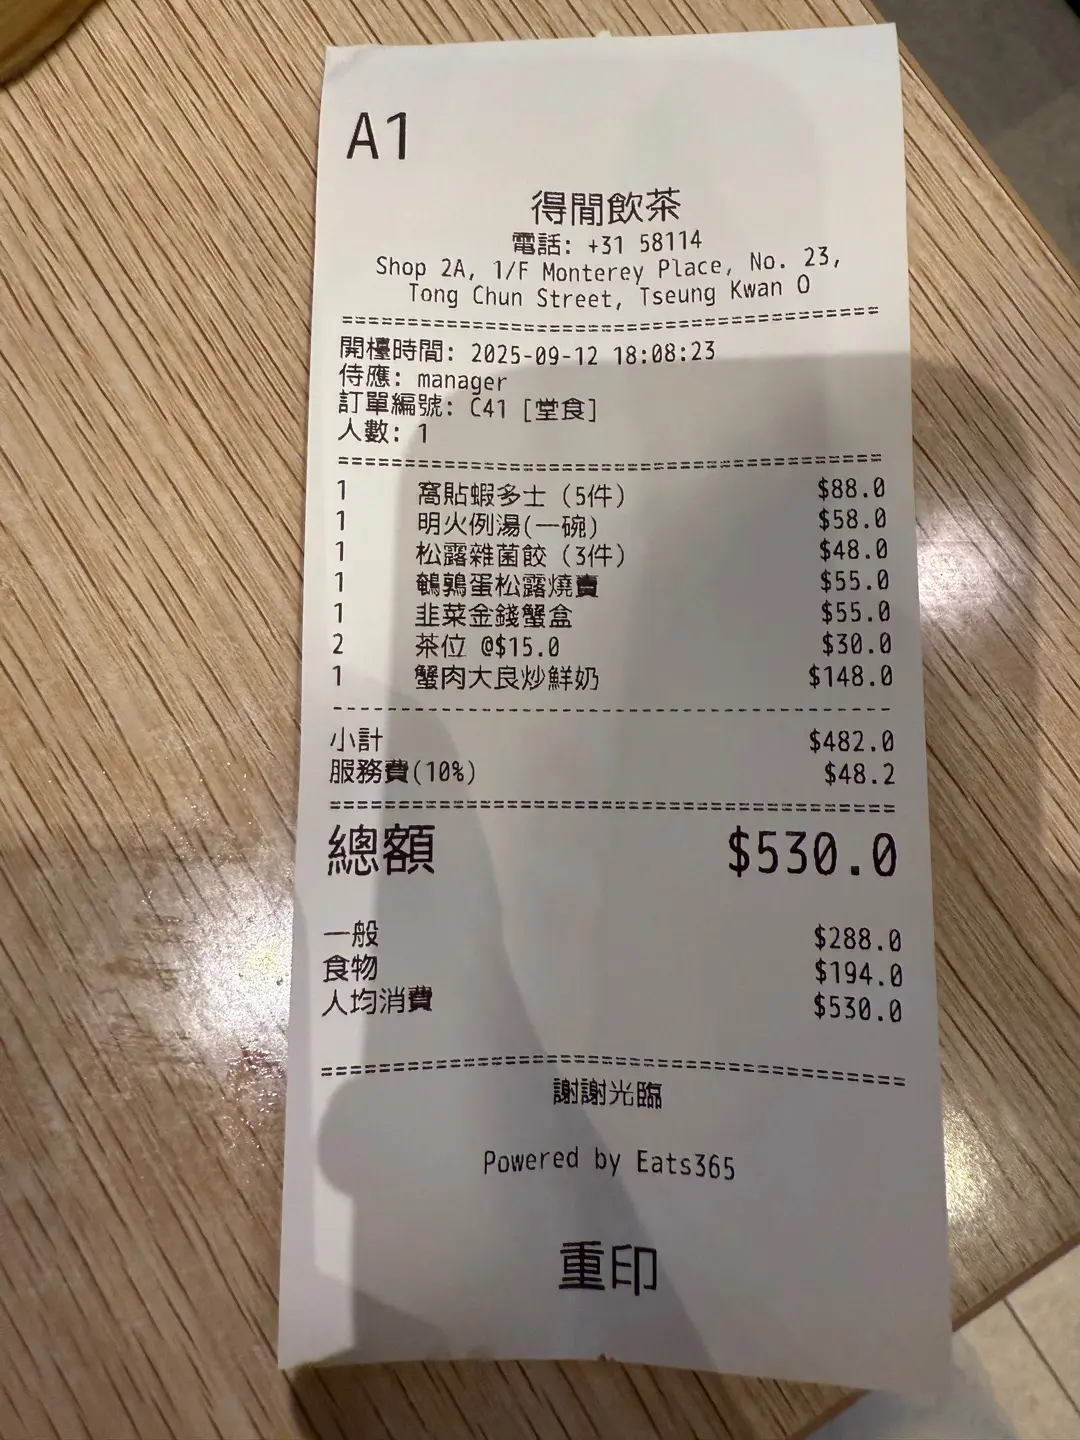 A1
得閒飲茶
電話: +31 58114
Shop 2A, 1/F Monterey Place, No. 23,
Tong Chun Street, Tseung Kwan O
開檯時間: 2025-09-12 18:08:23
侍應: manager
訂單編號: C41 [堂食]
人數: 1
1 窩貼蝦多士 (5件) $88.0
1 明火例湯(一碗) $58.0
1 松露雜菌餃 (3件) $48.0
1 鵪鶉蛋松露燒賣 $55.0
1 韭菜金錢蟹盒 $55.0
2 茶位 @$15.0 $30.0
1 蟹肉大良炒鮮奶 $148.0
小計 $482.0
服務費(10%) $48.2
總額 $530.0
一般 $288.0
食物 $194.0
人均消費 $530.0
謝謝光臨
Powered by Eats365
重印